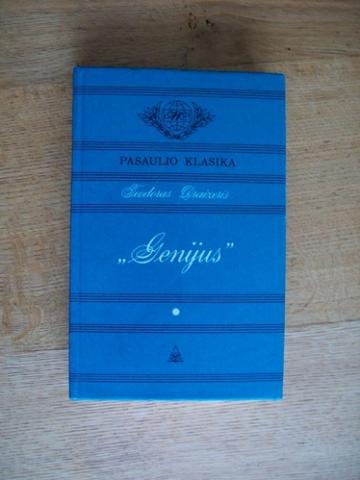 PASAULIO KLASIKA
Teodoras Draizeris
„Genijus”